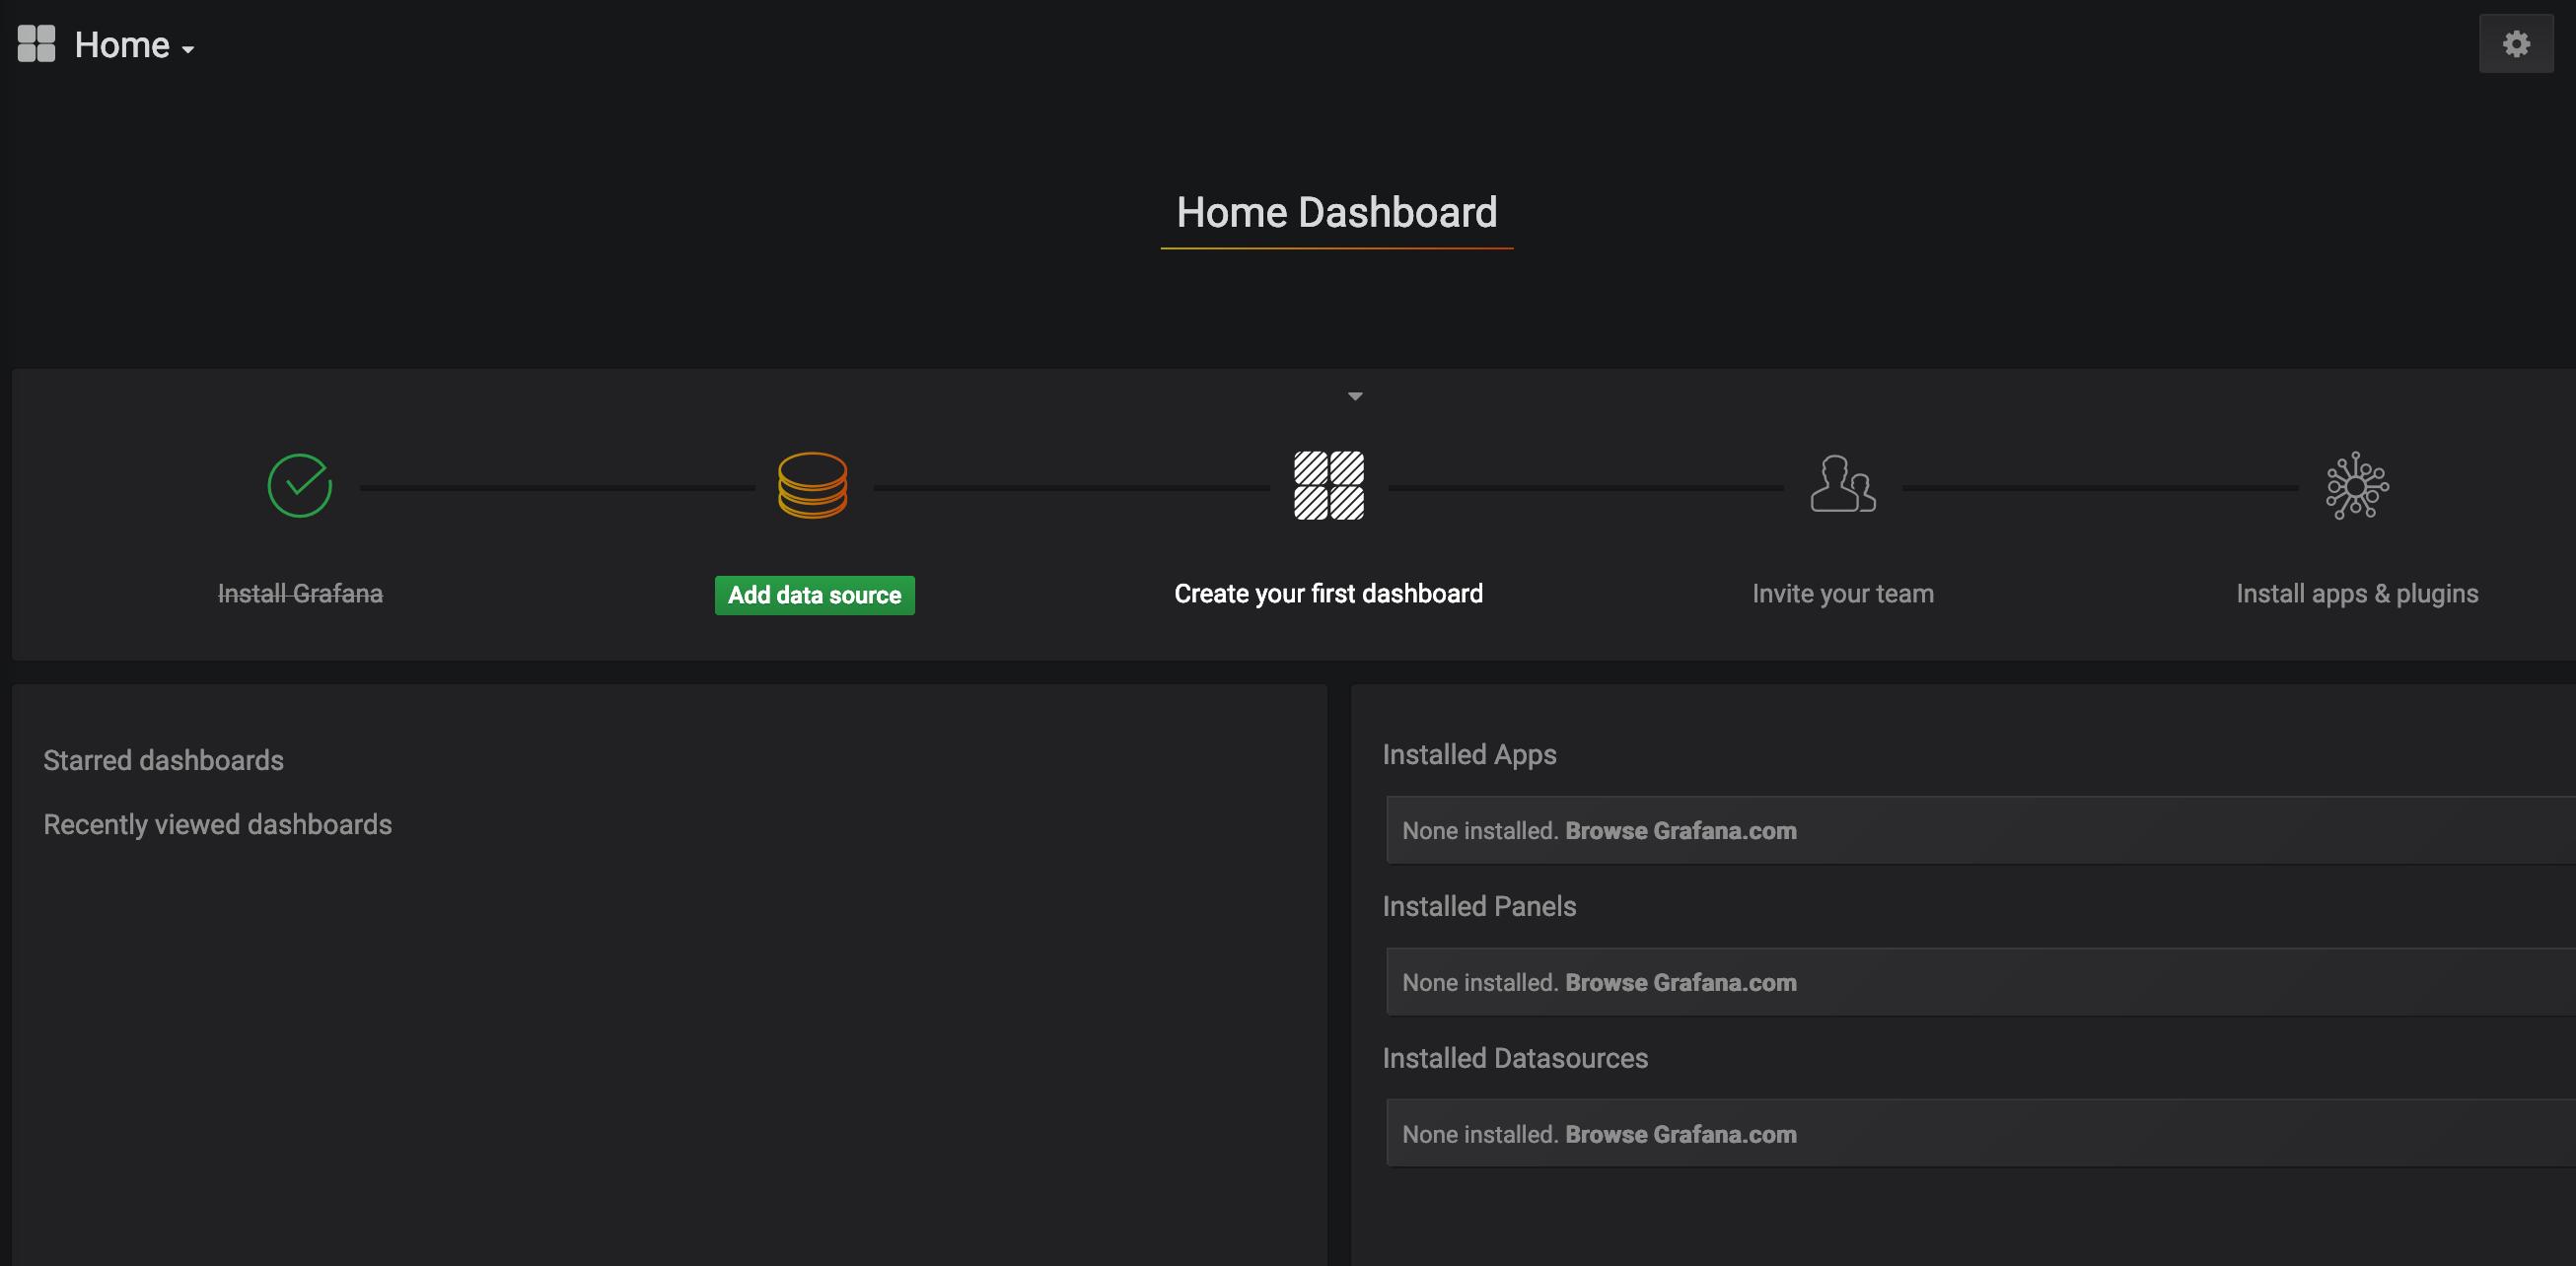 Home
Home Dashboard
Install Grafana
Add data source
Create your first dashboard
Invite your team
Install apps & plugins
Starred dashboards
Recently viewed dashboards
Installed Apps
None installed. Browse Grafana.com
Installed Panels
None installed. Browse Grafana.com
Installed Datasources
None installed. Browse Grafana.com